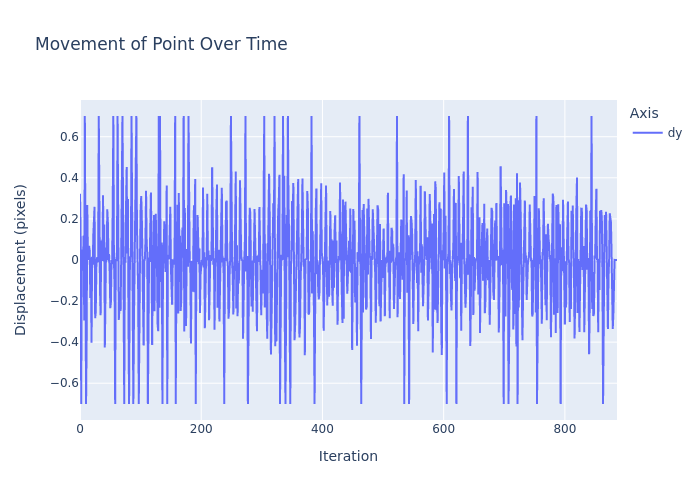 Movement of Point Over Time
Axis
dy
0.6
0.4
0.2
0
−0.2
−0.4
−0.6
Displacement (pixels)
0
200
400
600
800
Iteration